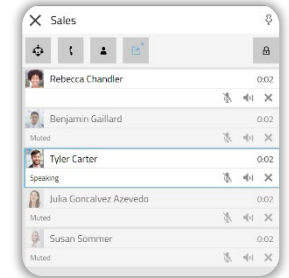 Sales
Rebecca Chandler 0:02
Benjamin Gaillard 0:02
Muted
Tyler Carter 0:02
Speaking
Julia Goncalvez Azevedo 0:02
Muted
Susan Sommer 0:02
Muted